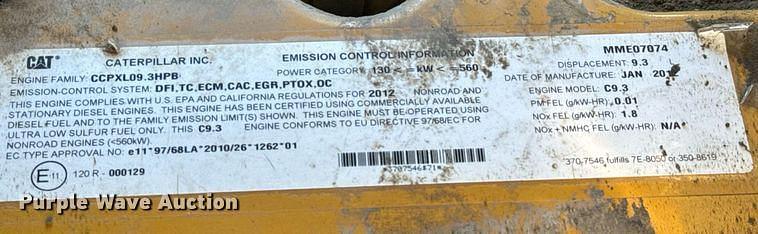 CAT CATERPILLAR INC. EMISSION CONTROL INFORMATION MME07074
ENGINE FAMILY: CCPXL09.3HPB POWER CATEGORY: 130 <=kW<=560 DISPLACEMENT: 9.3 L
EMISSION-CONTROL SYSTEM: DFI,TC,ECM,CAC,EGR,PTOX,OC DATE OF MANUFACTURE: JAN
THIS ENGINE COMPLIES WITH U.S EPA AND CALIFORNIA REGULATIONS FOR 2012 NONROAD AND ENGINE MODEL: C9.3
STATIONARY DIESEL ENGINES. THIS ENGINE HAS BEEN CERTIFIED USING COMMERCIALLY AVAILABLE PM FEL (g/kW-HR): 0.01
DIESEL FUEL AND TO THE FAMILY EMISSION LIMIT(S) SHOWN. THIS ENGINE MUST BE OPERATED USING NOx FEL (g/kW-HR): 1.8
ULTRA LOW SULFUR FUEL ONLY. THIS C9.3 ENGINE CONFORMS TO EU DIRECTIVE 97/68/EC FOR NOx + NMHC FEL (g/kW-HR): N/A
NONROAD ENGINES (<560kW).
EC TYPE APPROVAL NO: e11*97/68LA*2010/26*1262*01
370-7546 fulfills 7E-8050 or 350-8619
E11 120 R - 000129
Purple Wave Auction